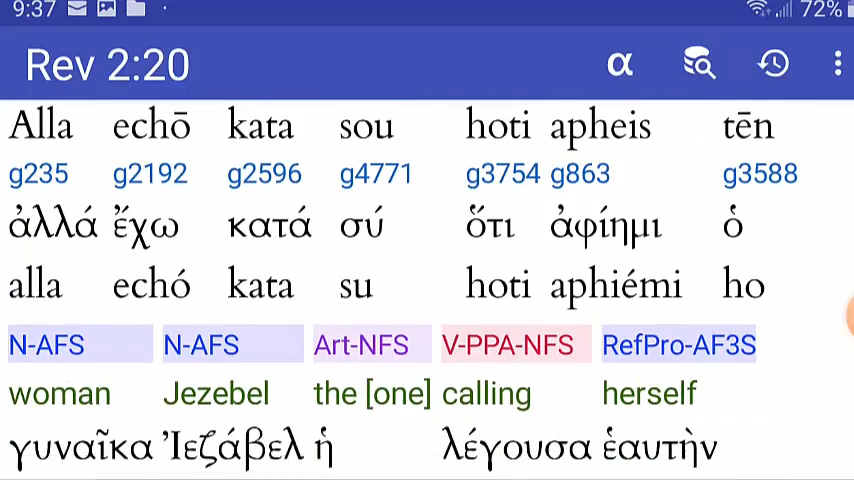 9:37 72%
Rev 2:20 α
Alla echō kata sou hoti apheis tēn
g235 g2192 g2596 g4771 g3754 g863 g3588
ἀλλά ἔχω κατά σύ ὅτι ἀφίημι ὁ
alla echó kata su hoti aphiémi ho
N-AFS N-AFS Art-NFS V-PPA-NFS RefPro-AF3S
woman Jezebel the [one] calling herself
γυναῖκα Ἰεζάβελ ἡ λέγουσα ἑαυτὴν